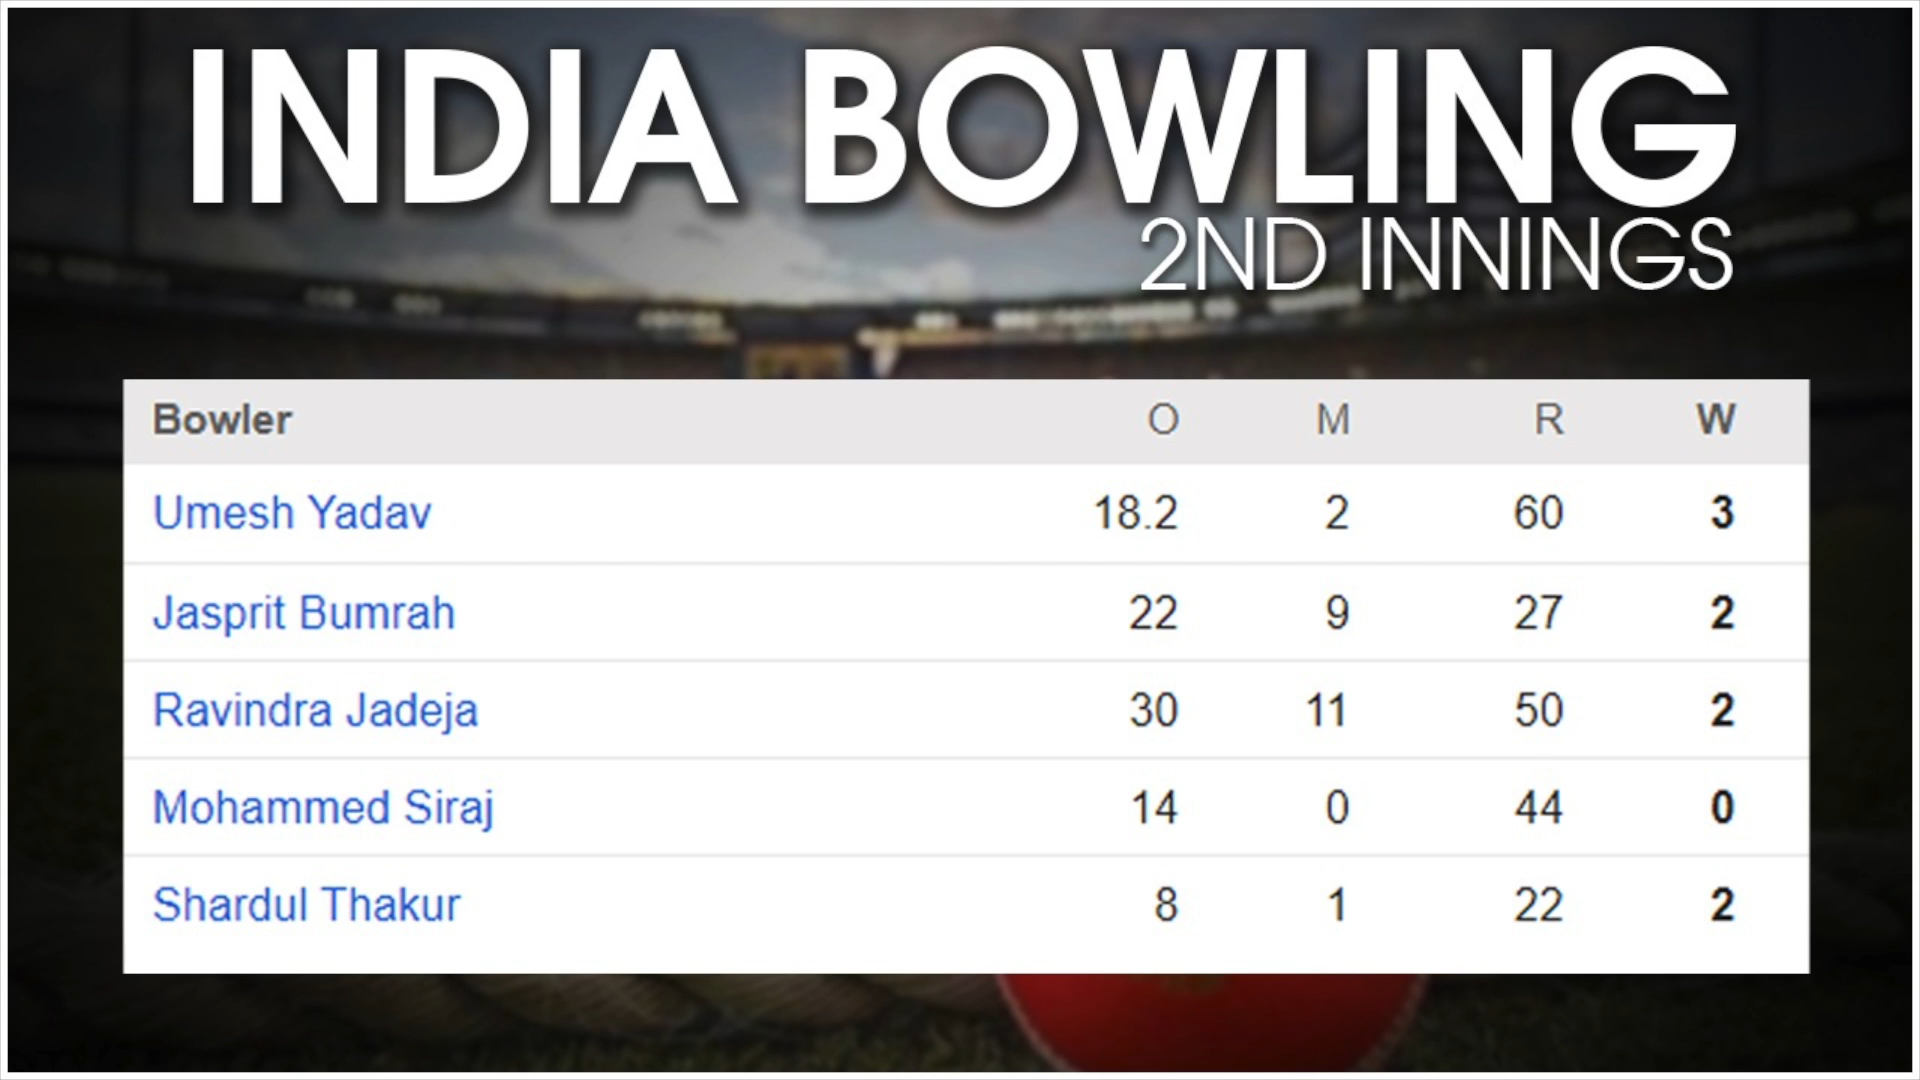 INDIA BOWLING
2ND INNINGS
Bowler O M R W
Umesh Yadav 18.2 2 60 3
Jasprit Bumrah 22 9 27 2
Ravindra Jadeja 30 11 50 2
Mohammed Siraj 14 0 44 0
Shardul Thakur 8 1 22 2